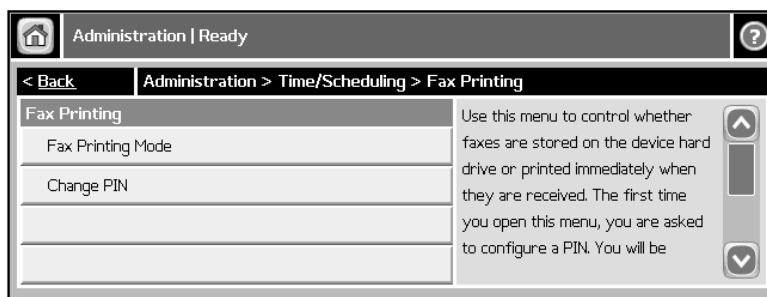 Administration | Ready
?
< Back
Administration > Time/Scheduling > Fax Printing
Fax Printing
Fax Printing Mode
Change PIN
Use this menu to control whether
faxes are stored on the device hard
drive or printed immediately when
they are received. The first time
you open this menu, you are asked
to configure a PIN. You will be